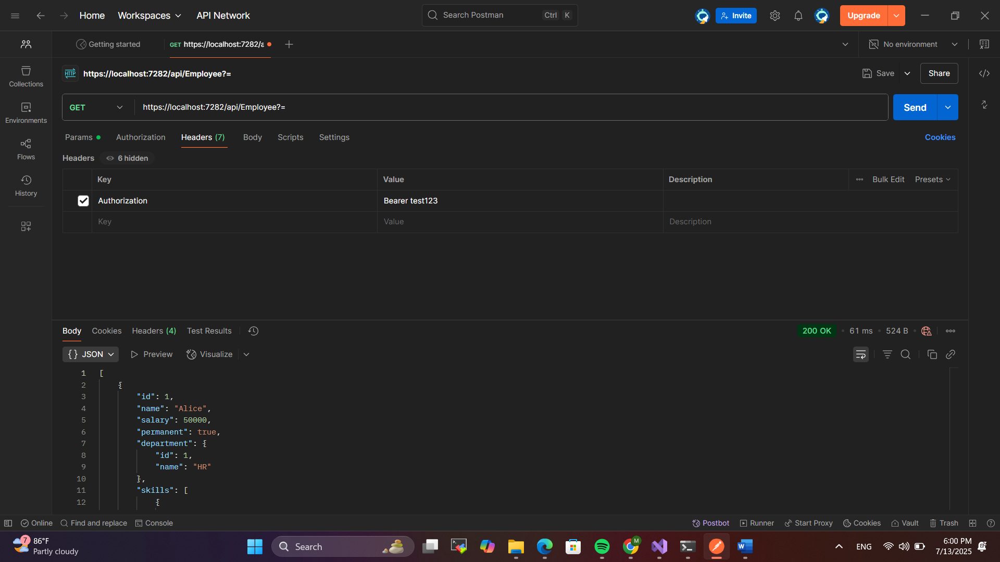 Home Workspaces API Network Search Postman Ctrl K Invite Upgrade
Getting started GET https://localhost:7282/a No environment
HTTP https://localhost:7282/api/Employee?= Save Share
GET https://localhost:7282/api/Employee?= Send
Params Authorization Headers (7) Body Scripts Settings Cookies
Headers 6 hidden
Key Value Description Bulk Edit Presets
Authorization Bearer test123
Key Value Description
Collections
Environments
Flows
History
Body Cookies Headers (4) Test Results 200 OK 61 ms 524 B
{} JSON Preview Visualize
1 [
2 {
3 "id": 1,
4 "name": "Alice",
5 "salary": 50000,
6 "permanent": true,
7 "department": {
8 "id": 1,
9 "name": "HR"
10 },
11 "skills": [
12 {
Online Find and replace Console Postbot Runner Start Proxy Cookies Vault Trash
7 86°F
Partly cloudy
Search
M
W
ENG
6:00 PM
7/13/2025